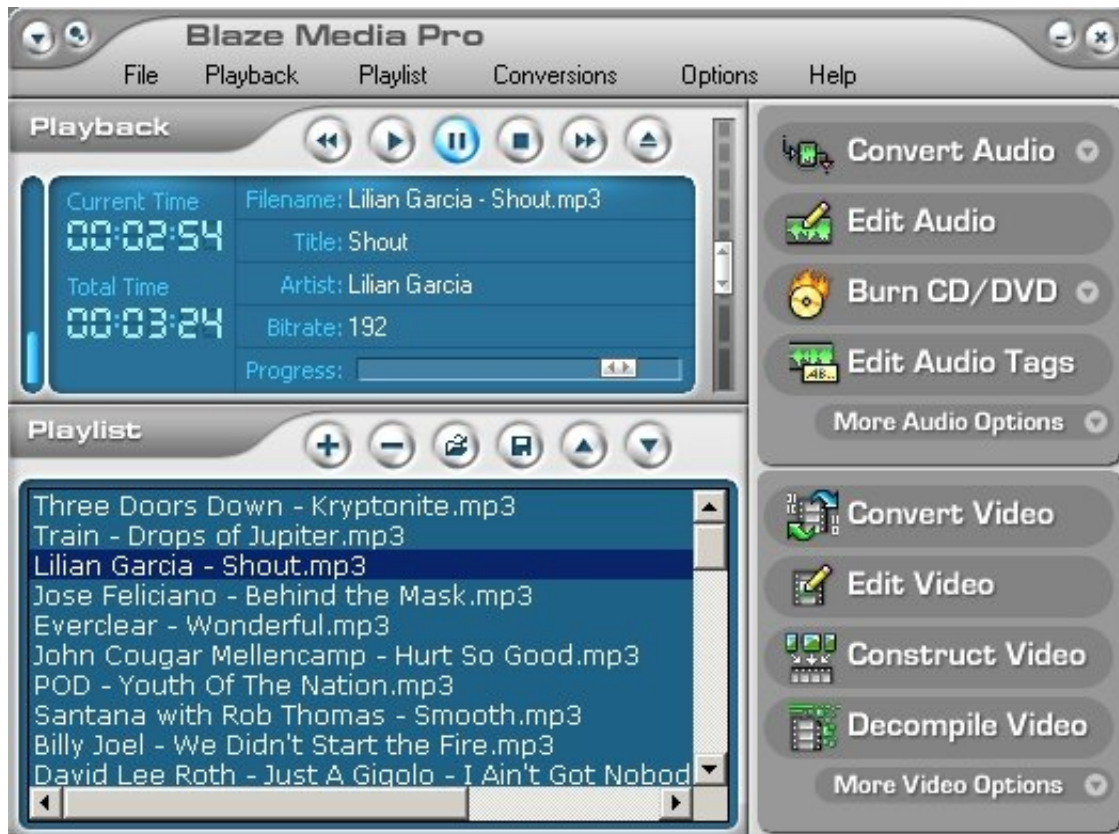 Blaze Media Pro
File Playback Playlist Conversions Options Help
Playback
Current Time
00:02:54
Total Time
00:03:24
Filename: Lilian Garcia - Shout.mp3
Title: Shout
Artist: Lilian Garcia
Bitrate: 192
Progress:
Playlist
Three Doors Down - Kryptonite.mp3
Train - Drops of Jupiter.mp3
Lilian Garcia - Shout.mp3
Jose Feliciano - Behind the Mask.mp3
Everclear - Wonderful.mp3
John Cougar Mellencamp - Hurt So Good.mp3
POD - Youth Of The Nation.mp3
Santana with Rob Thomas - Smooth.mp3
Billy Joel - We Didn't Start the Fire.mp3
David Lee Roth - Just A Gigolo - I Ain't Got Nobod
Convert Audio
Edit Audio
Burn CD/DVD
Edit Audio Tags
More Audio Options
Convert Video
Edit Video
Construct Video
Decompile Video
More Video Options